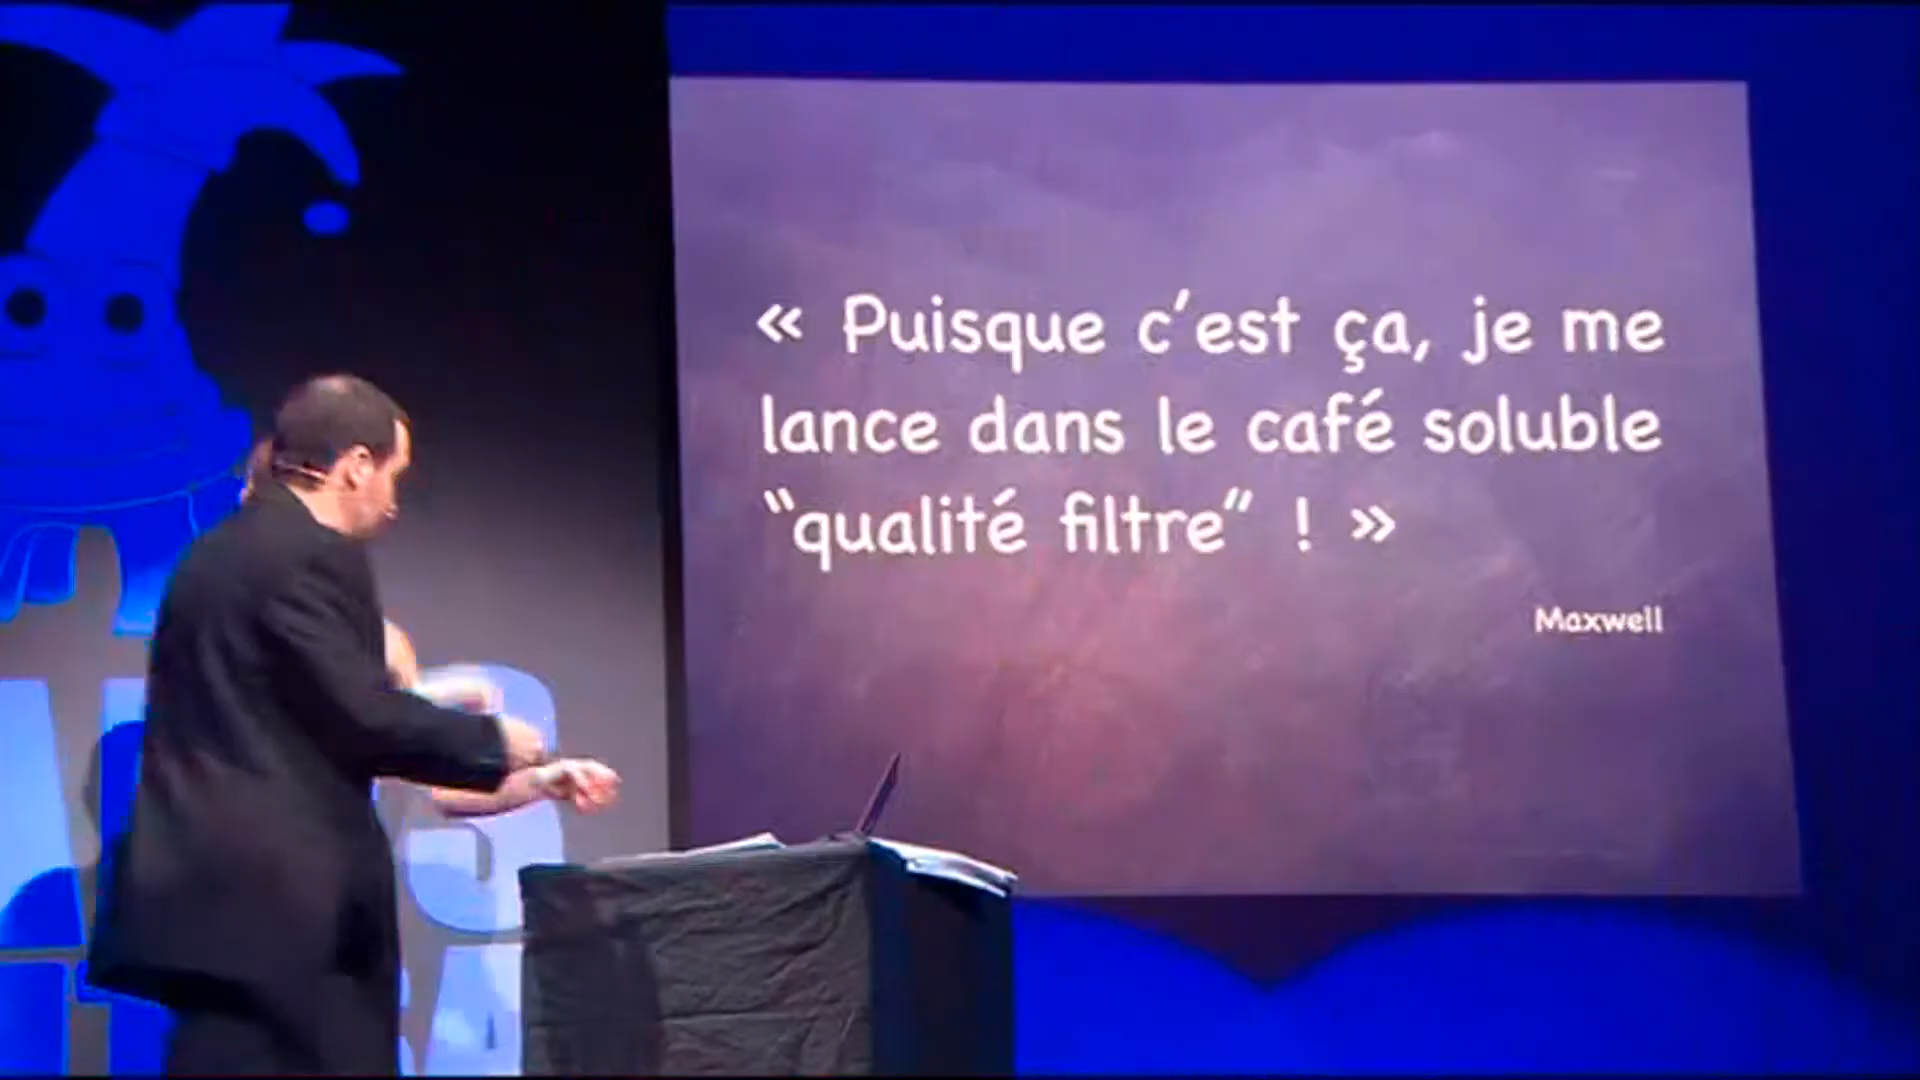 « Puisque c’est ça, je me
lance dans le café soluble
“qualité filtre” ! »
Maxwell